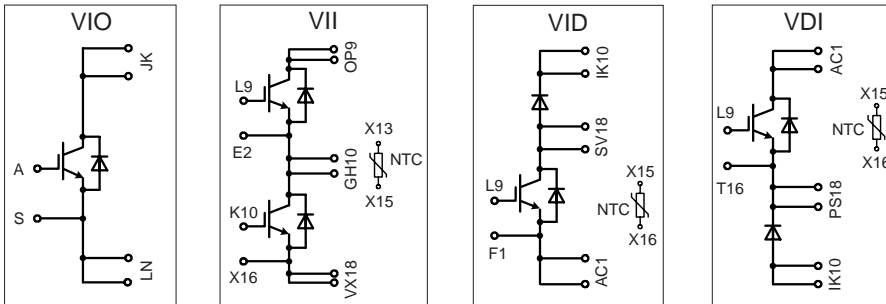 VIO
JK
A
S
LN
VII
OP9
L9
E2
X13
GH10
NTC
X15
K10
X16
VX18
VID
IK10
SV18
L9
X15
NTC
X16
F1
AC1
VDI
AC1
L9
X15
NTC
X16
T16
PS18
IK10